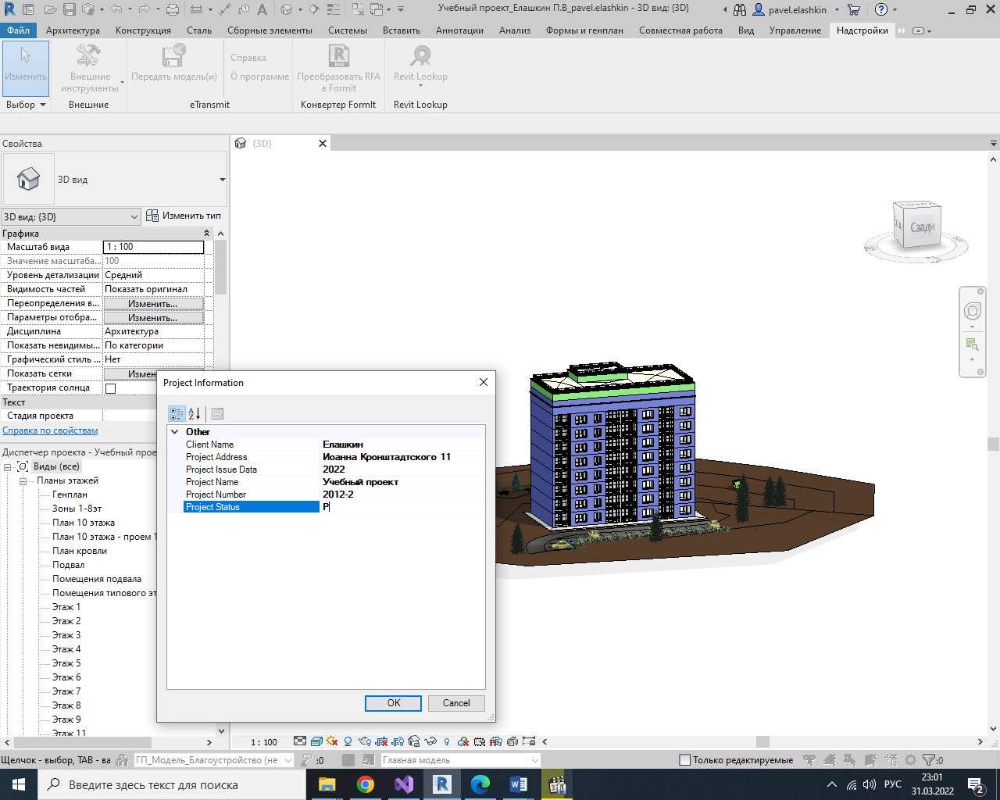 Учебный проект_Елашкин П.В_pavel.elashkin - 3D вид: {3D}
pavel.elashkin
Файл Архитектура Конструкция Сталь Сборные элементы Системы Вставить Аннотации Анализ Формы и генплан Совместная работа Вид Управление Надстройки
Изменить
Внешние инструменты
Передать модель(и)
Справка
О программе
Преобразовать RFA в FormIt
Revit Lookup
Выбор Внешние eTransmit Конвертер FormIt Revit Lookup
Свойства
{3D}
3D вид
3D вид: {3D} Изменить тип
Графика
Масштаб вида 1 : 100
Значение масштаба... 100
Уровень детализации Средний
Видимость частей Показать оригинал
Переопределения в... Изменить...
Параметры отобра... Изменить...
Дисциплина Архитектура
Показать невидимы... По категории
Графический стиль ... Нет
Показать сетки
Траектория солнца
Текст
Стадия проекта
Справка по свойствам
Диспетчер проекта - Учебный прое
Виды (все)
Планы этажей
Генплан
Зоны 1-8эт
План 10 этажа
План 10 этажа - проем 1
План кровли
Подвал
Помещения подвала
Помещения типового эт
Этаж 1
Этаж 2
Этаж 3
Этаж 4
Этаж 5
Этаж 6
Этаж 7
Этаж 8
Этаж 9
Этаж 11
Сзади
Project Information
Other
Client Name Елашкин
Project Address Иоанна Кронштадтского 11
Project Issue Data 2022
Project Name Учебный проект
Project Number 2012-2
Project Status P
OK Cancel
1 : 100
Щелчок - выбор, TAB - ва
ГП_Модель_Благоустройство (не
:0
Главная модель
Только редактируемые
:0
Введите здесь текст для поиска
РУС
23:01
31.03.2022
2